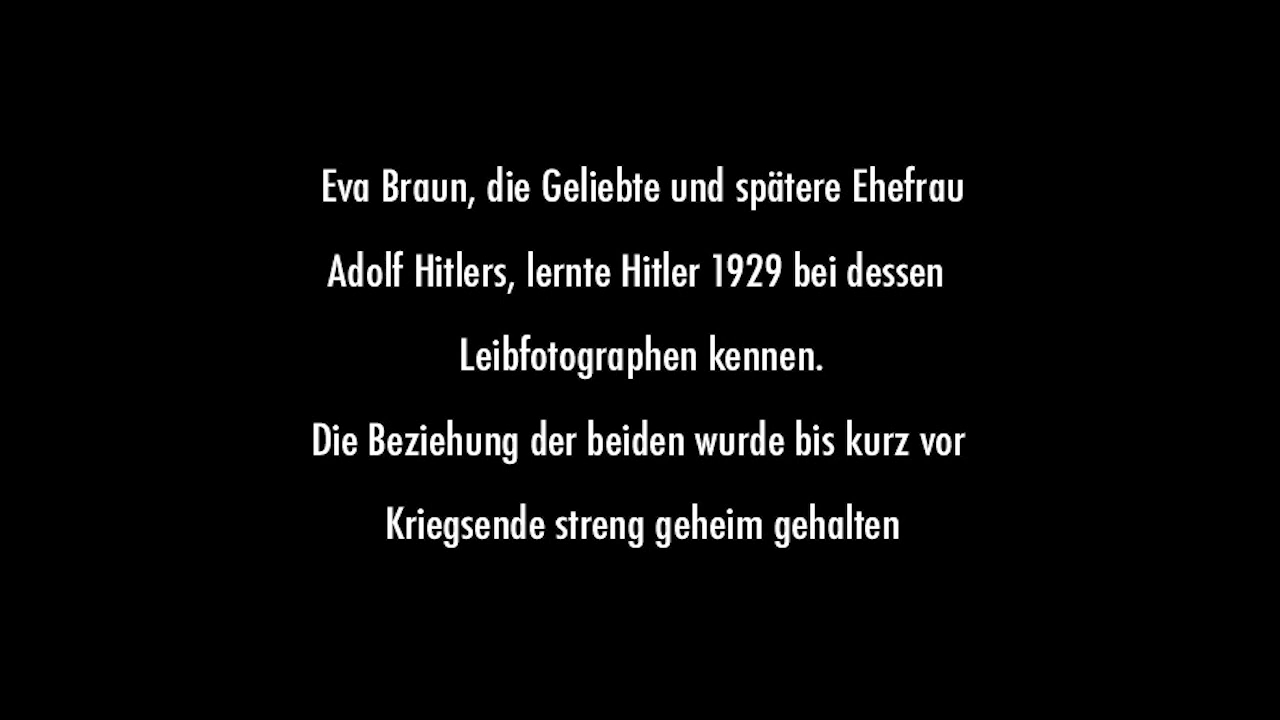 Eva Braun, die Geliebte und spätere Ehefrau
Adolf Hitlers, lernte Hitler 1929 bei dessen
Leibfotographen kennen.
Die Beziehung der beiden wurde bis kurz vor
Kriegsende streng geheim gehalten